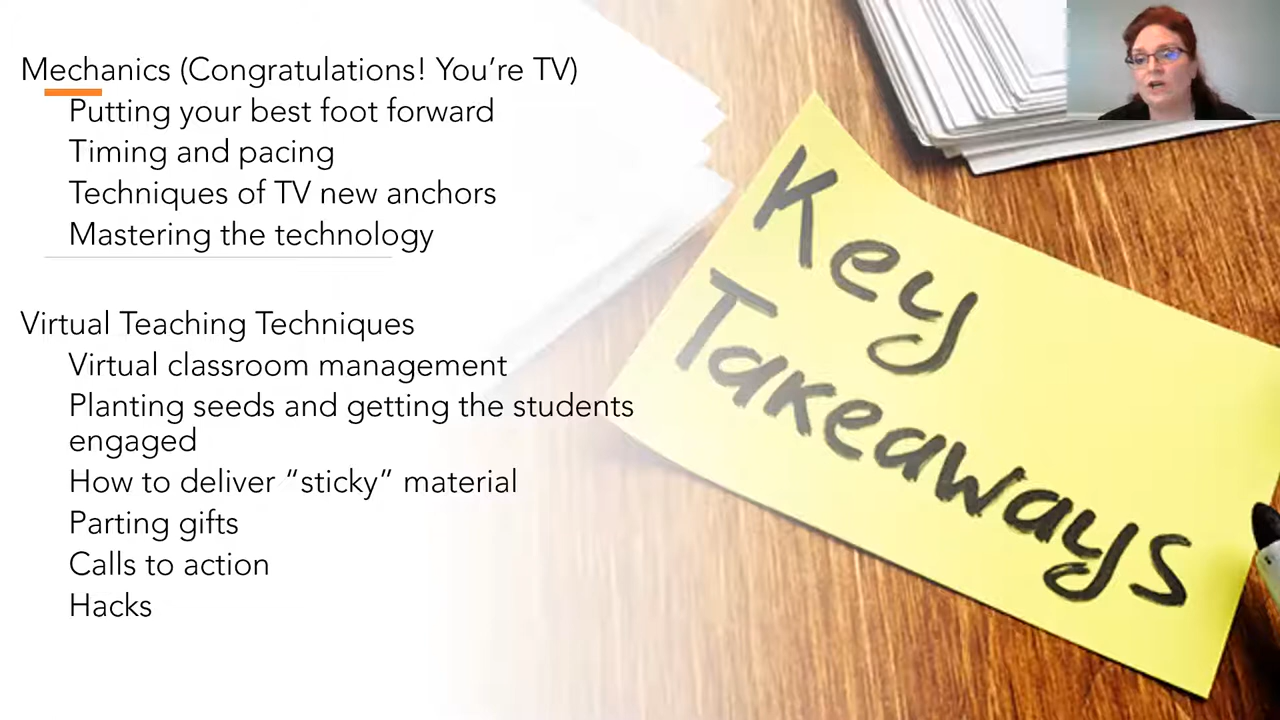 Mechanics (Congratulations! You’re TV)
Putting your best foot forward
Timing and pacing
Techniques of TV new anchors
Mastering the technology
Virtual Teaching Techniques
Virtual classroom management
Planting seeds and getting the students
engaged
How to deliver “sticky” material
Parting gifts
Calls to action
Hacks
Key
Takeaways